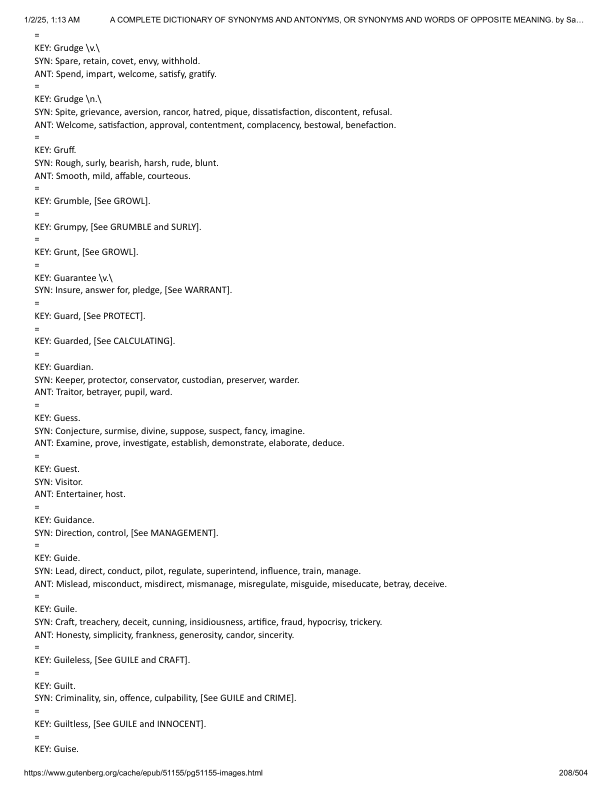 1/2/25, 1:13 AM A COMPLETE DICTIONARY OF SYNONYMS AND ANTONYMS, OR SYNONYMS AND WORDS OF OPPOSITE MEANING. by Sa…
=
KEY: Grudge \v.\
SYN: Spare, retain, covet, envy, withhold.
ANT: Spend, impart, welcome, satisfy, gratify.
=
KEY: Grudge \n.\
SYN: Spite, grievance, aversion, rancor, hatred, pique, dissatisfaction, discontent, refusal.
ANT: Welcome, satisfaction, approval, contentment, complacency, bestowal, benefaction.
=
KEY: Gruff.
SYN: Rough, surly, bearish, harsh, rude, blunt.
ANT: Smooth, mild, affable, courteous.
=
KEY: Grumble, [See GROWL].
=
KEY: Grumpy, [See GRUMBLE and SURLY].
=
KEY: Grunt, [See GROWL].
=
KEY: Guarantee \v.\
SYN: Insure, answer for, pledge, [See WARRANT].
=
KEY: Guard, [See PROTECT].
=
KEY: Guarded, [See CALCULATING].
=
KEY: Guardian.
SYN: Keeper, protector, conservator, custodian, preserver, warder.
ANT: Traitor, betrayer, pupil, ward.
=
KEY: Guess.
SYN: Conjecture, surmise, divine, suppose, suspect, fancy, imagine.
ANT: Examine, prove, investigate, establish, demonstrate, elaborate, deduce.
=
KEY: Guest.
SYN: Visitor.
ANT: Entertainer, host.
=
KEY: Guidance.
SYN: Direction, control, [See MANAGEMENT].
=
KEY: Guide.
SYN: Lead, direct, conduct, pilot, regulate, superintend, influence, train, manage.
ANT: Mislead, misconduct, misdirect, mismanage, misregulate, misguide, miseducate, betray, deceive.
=
KEY: Guile.
SYN: Craft, treachery, deceit, cunning, insidiousness, artifice, fraud, hypocrisy, trickery.
ANT: Honesty, simplicity, frankness, generosity, candor, sincerity.
=
KEY: Guileless, [See GUILE and CRAFT].
=
KEY: Guilt.
SYN: Criminality, sin, offence, culpability, [See GUILE and CRIME].
=
KEY: Guiltless, [See GUILE and INNOCENT].
=
KEY: Guise.
https://www.gutenberg.org/cache/epub/51155/pg51155-images.html 208/504